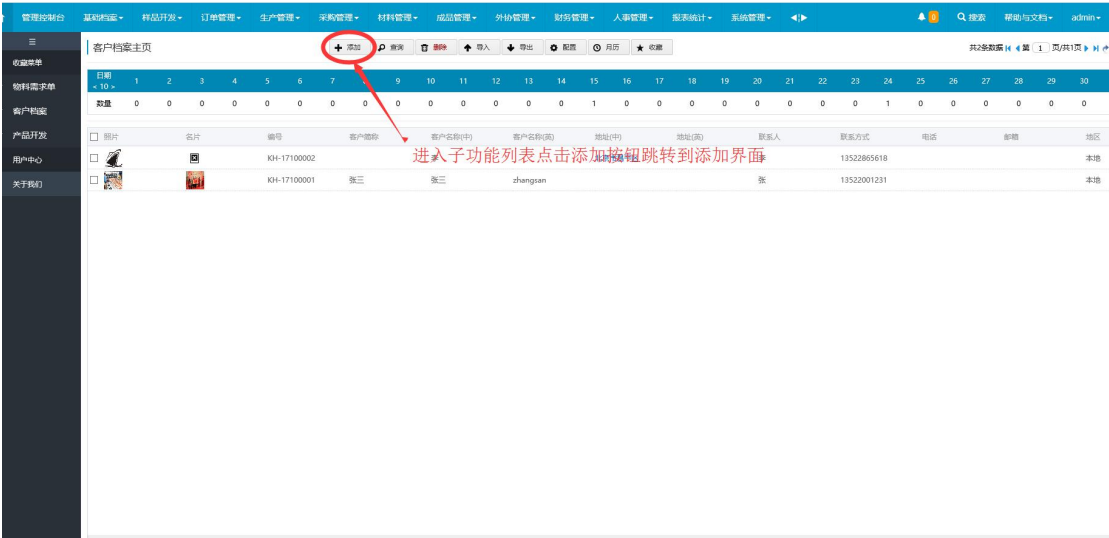 管理控制台 基础档案 样品开发 订单管理 生产管理 采购管理 材料管理 成品管理 外协管理 财务管理 人事管理 报表统计 系统管理 0 搜索 帮助与文档 admin
客户档案主页 添加 查询 删除 导入 导出 配置 月历 收藏 共2条数据 第 1 页/共1页
收藏菜单
物料需求单
客户档案
产品开发
用户中心
关于我们
日期 1 2 3 4 5 6 7 9 10 11 12 13 14 15 16 17 18 19 20 21 22 23 24 25 26 27 28 29 30
< 10 >
数量 0 0 0 0 0 0 0 0 0 0 0 0 0 0 1 0 0 0 0 0 0 0 0 1 0 0 0 0 0 0
照片 名片 编号 客户简称 客户名称(中) 客户名称(英) 地址(中) 地址(英) 联系人 联系方式 电话 邮箱 地区
KH-17100002 李 李 13522865618 本地
进入子功能列表点击添加按钮跳转到添加界面
KH-17100001 张三 张三 zhangsan 张 13522001231 本地